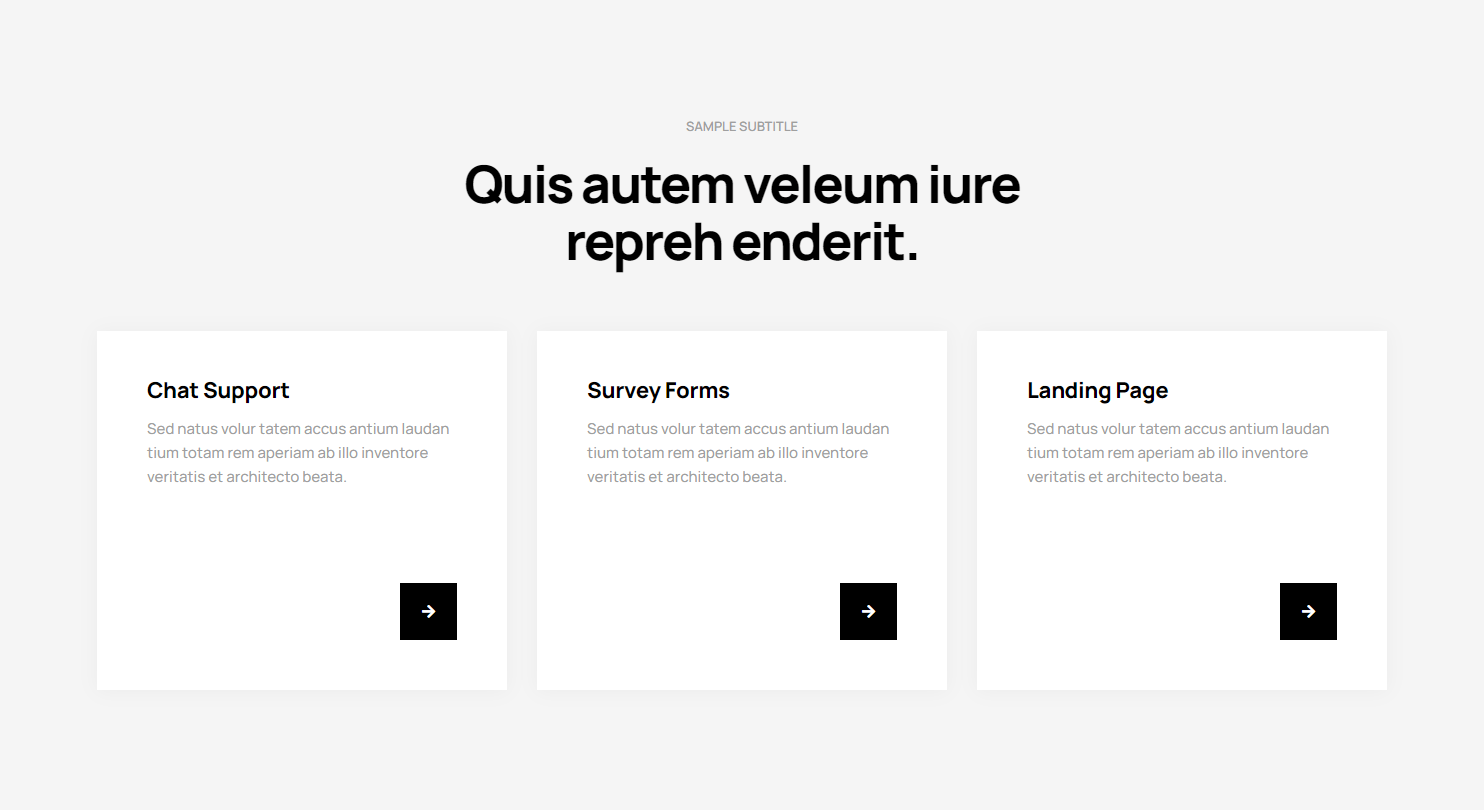 SAMPLE SUBTITLE
Quis autem veleum iure
repreh enderit.
Chat Support
Sed natus volur tatem accus antium laudan
tium totam rem aperiam ab illo inventore
veritatis et architecto beata.
Survey Forms
Sed natus volur tatem accus antium laudan
tium totam rem aperiam ab illo inventore
veritatis et architecto beata.
Landing Page
Sed natus volur tatem accus antium laudan
tium totam rem aperiam ab illo inventore
veritatis et architecto beata.